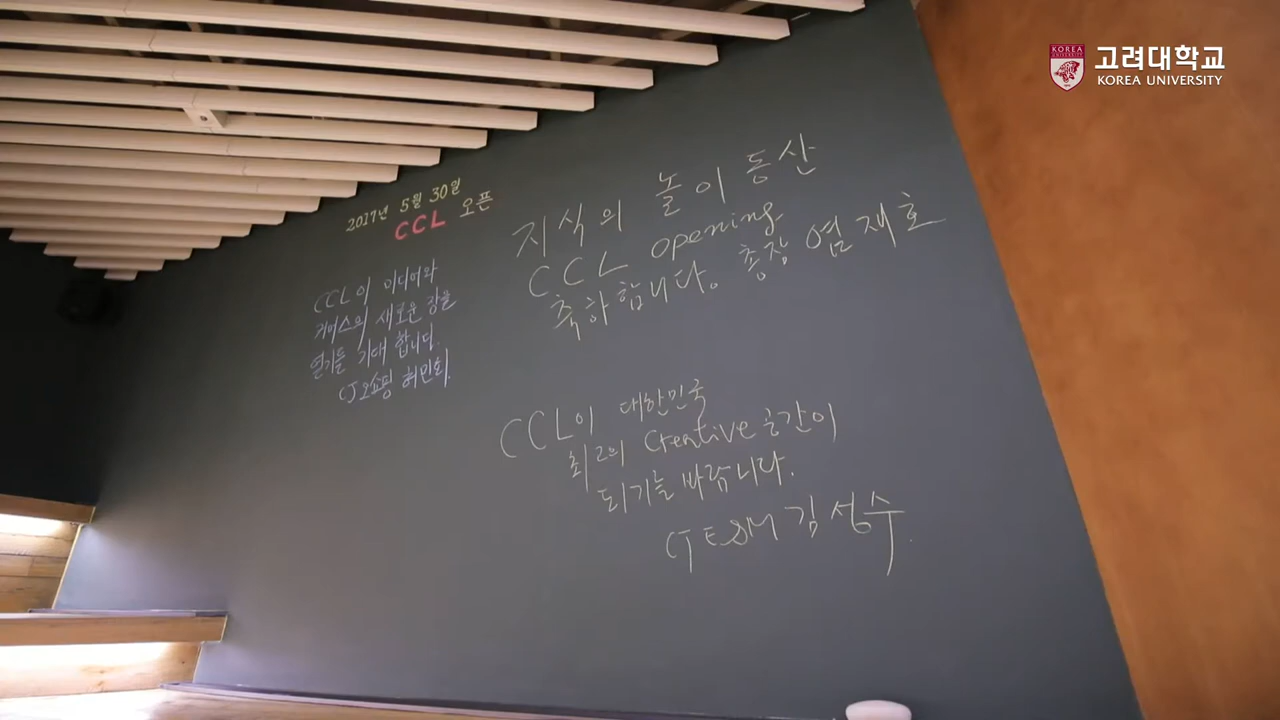 고려대학교
KOREA UNIVERSITY
KOREA
UNIVERSITY
2017년 5월 30일
CCL 오픈
CCL이 미디어와
커머스의 새로운 장을
열기를 기대 합니다.
CJ오쇼핑 허민회.
지식의 놀이동산
CCL opening
축하합니다. 총장 염재호
CCL이 대한민국
최고의 Creative 공간이
되기를 바랍니다.
CJ E&M 김성수.